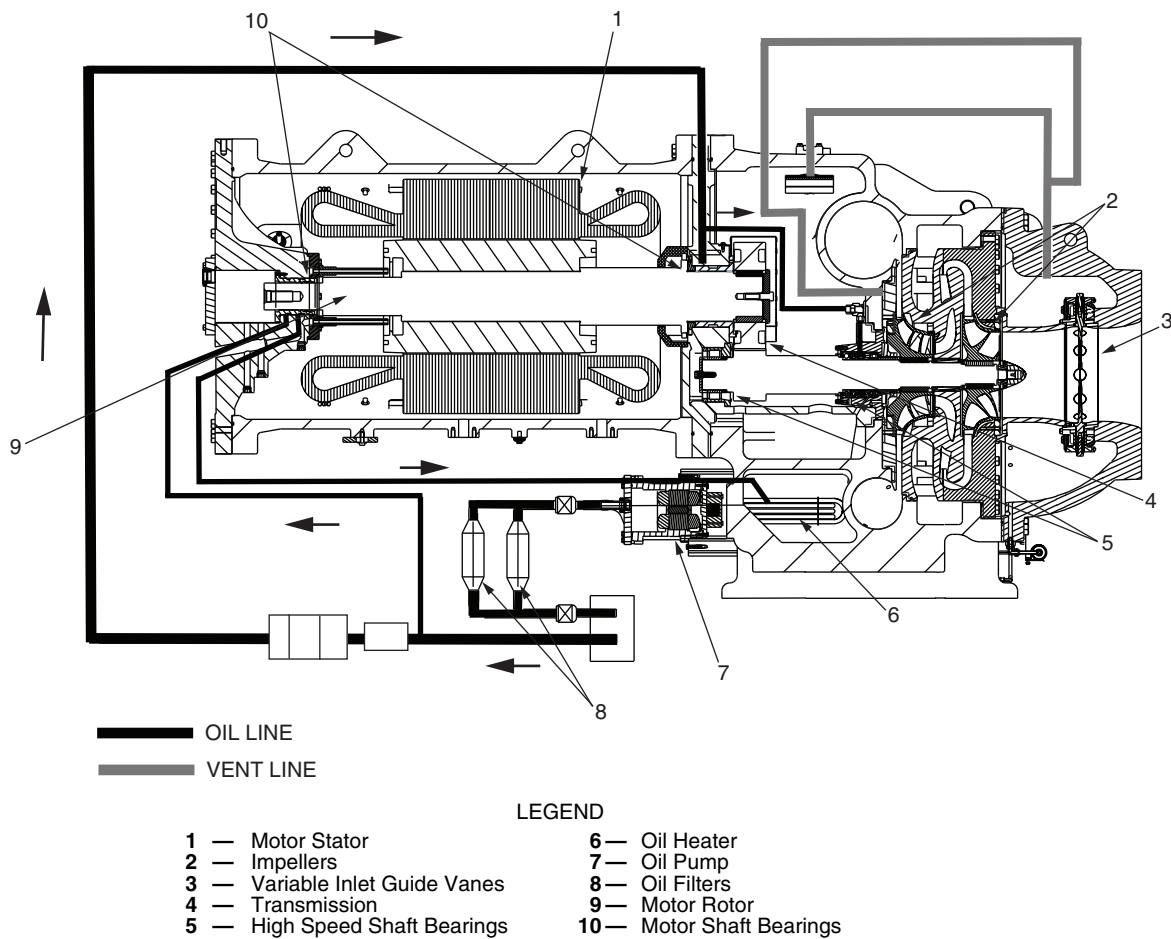 10
1
2
3
9
4
5
6
7
8
OIL LINE
VENT LINE
LEGEND
1 — Motor Stator
2 — Impellers
3 — Variable Inlet Guide Vanes
4 — Transmission
5 — High Speed Shaft Bearings
6 — Oil Heater
7 — Oil Pump
8 — Oil Filters
9 — Motor Rotor
10 — Motor Shaft Bearings